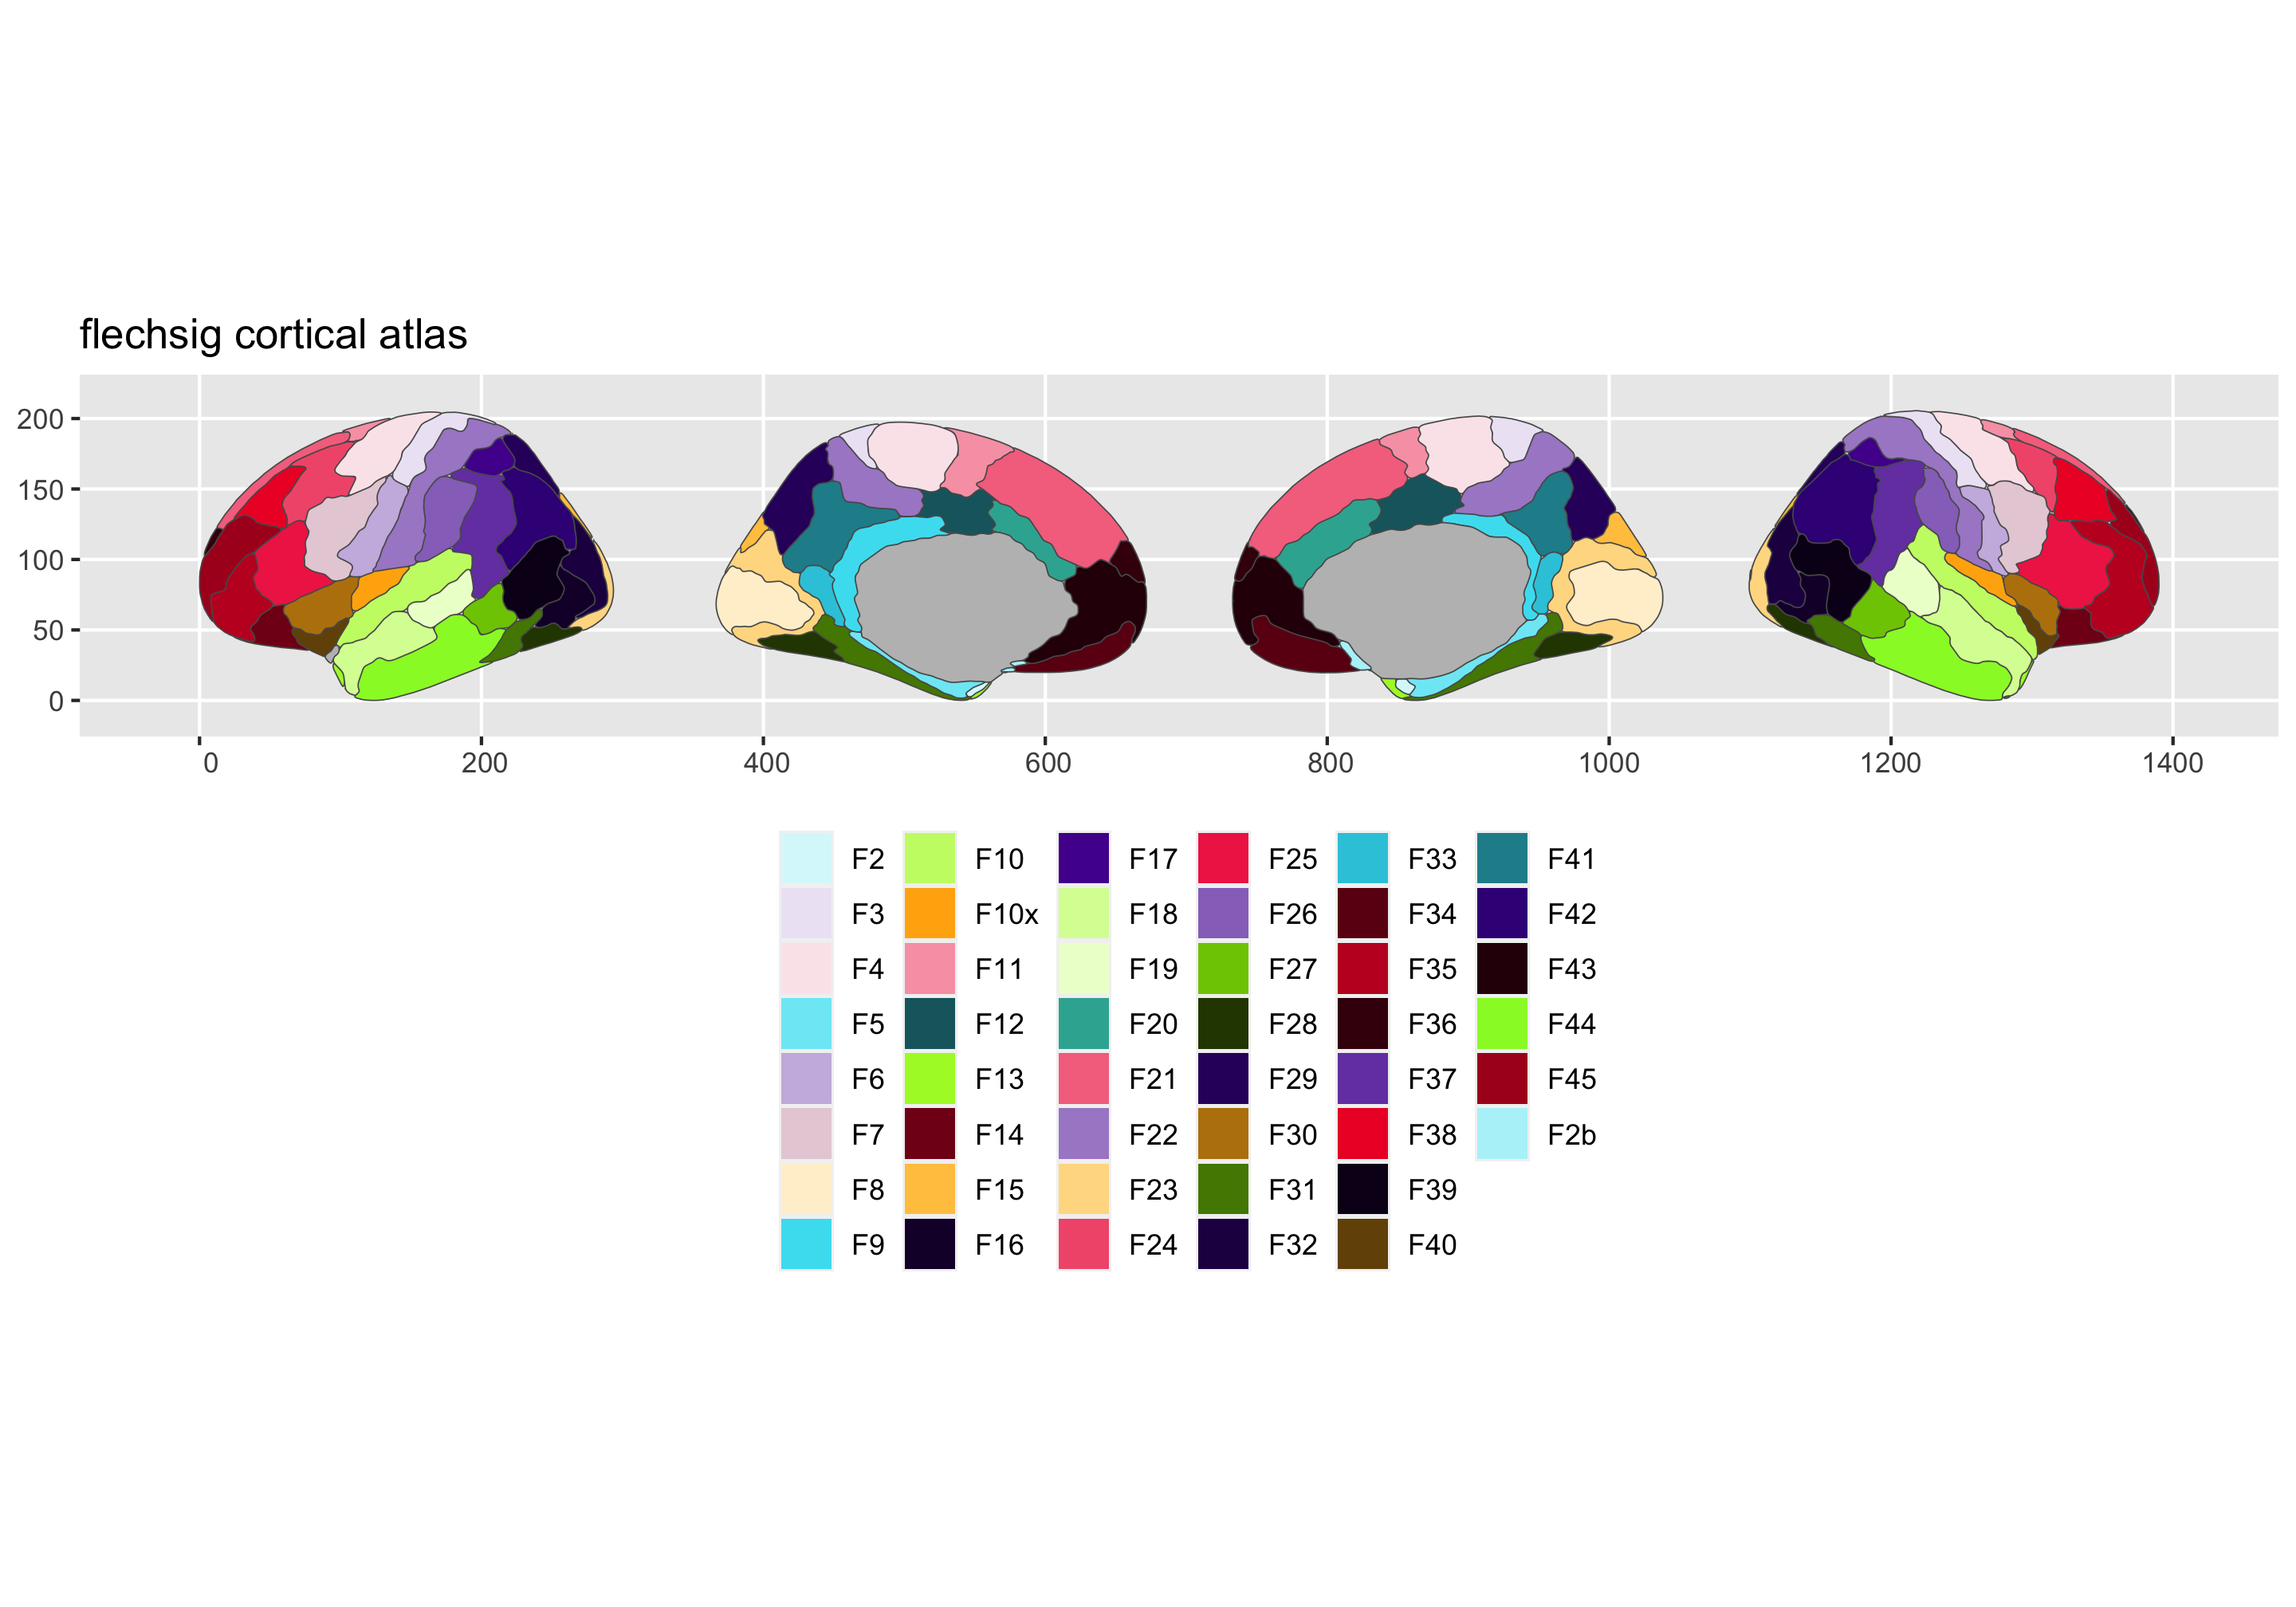 flechsig cortical atlas
200
150
100
50
0
0 200 400 600 800 1000 1200 1400
F2 F10 F17 F25 F33 F41
F3 F10x F18 F26 F34 F42
F4 F11 F19 F27 F35 F43
F5 F12 F20 F28 F36 F44
F6 F13 F21 F29 F37 F45
F7 F14 F22 F30 F38 F2b
F8 F15 F23 F31 F39
F9 F16 F24 F32 F40